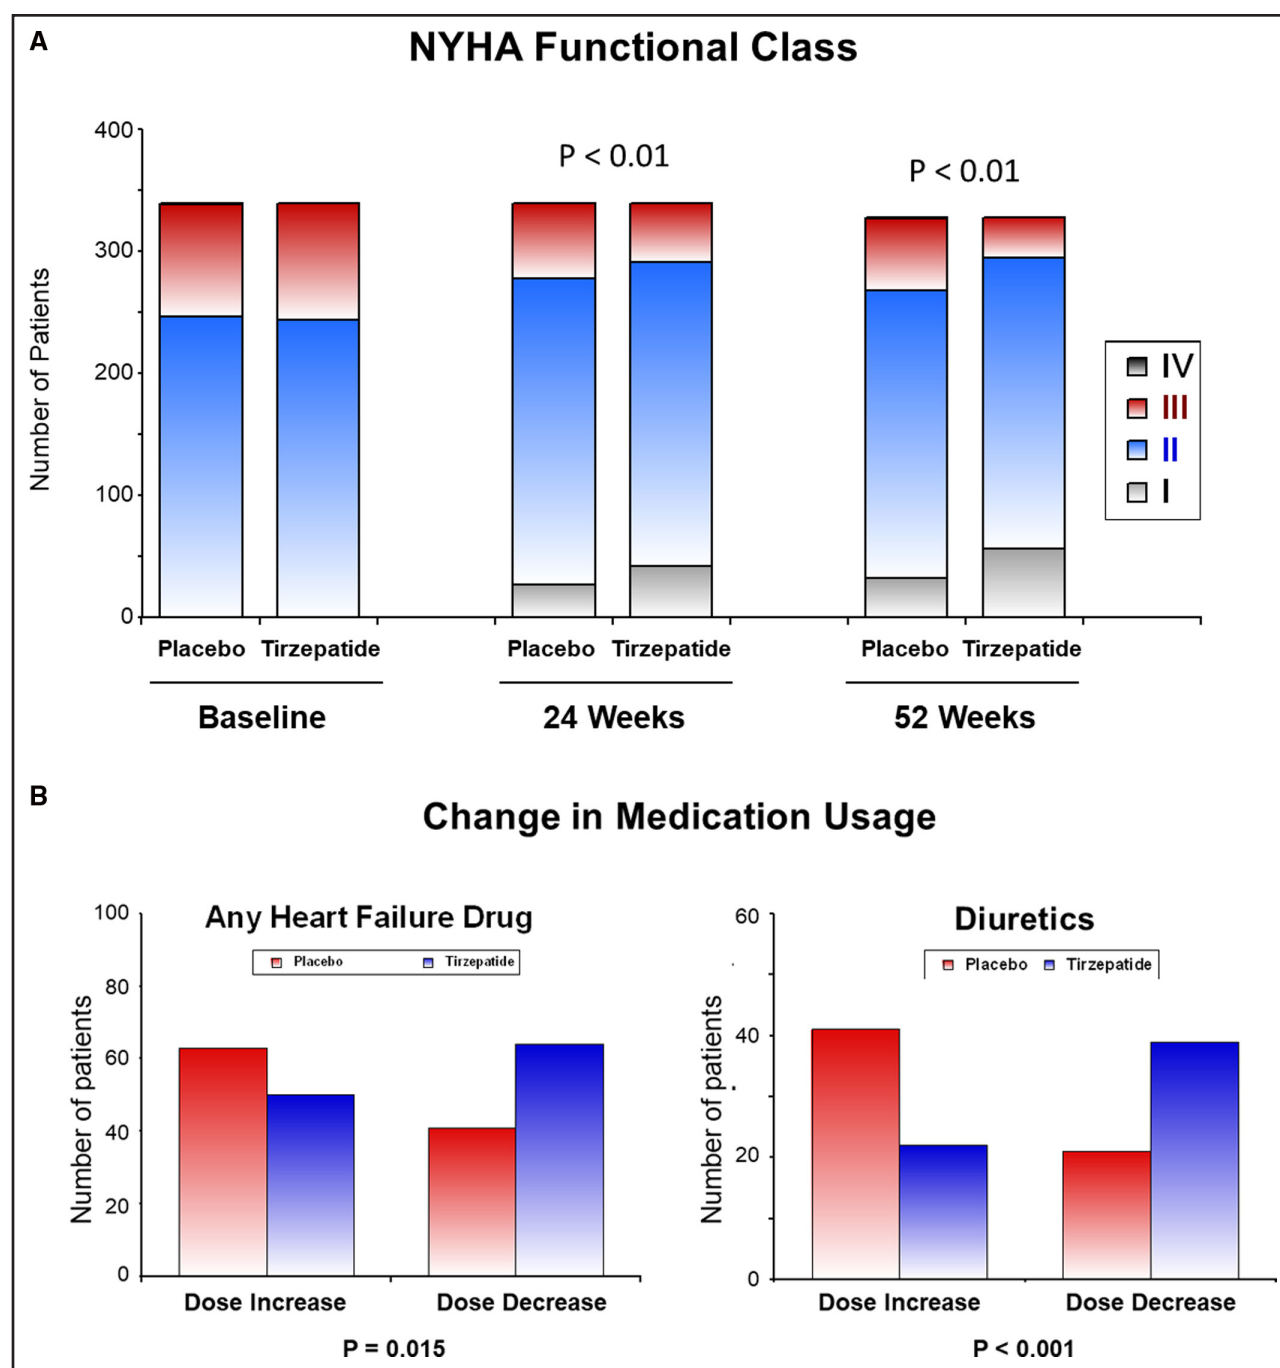 A
NYHA Functional Class
400
300
200
100
0
Number of Patients
P < 0.01
P < 0.01
IV
III
II
I
Placebo Tirzepatide
Placebo Tirzepatide
Placebo Tirzepatide
Baseline
24 Weeks
52 Weeks
B
Change in Medication Usage
Any Heart Failure Drug
Placebo Tirzepatide
100
80
60
40
20
0
Number of patients
Dose Increase Dose Decrease
P = 0.015
Diuretics
Placebo Tirzepatide
60
40
20
0
Number of patients
Dose Increase Dose Decrease
P < 0.001